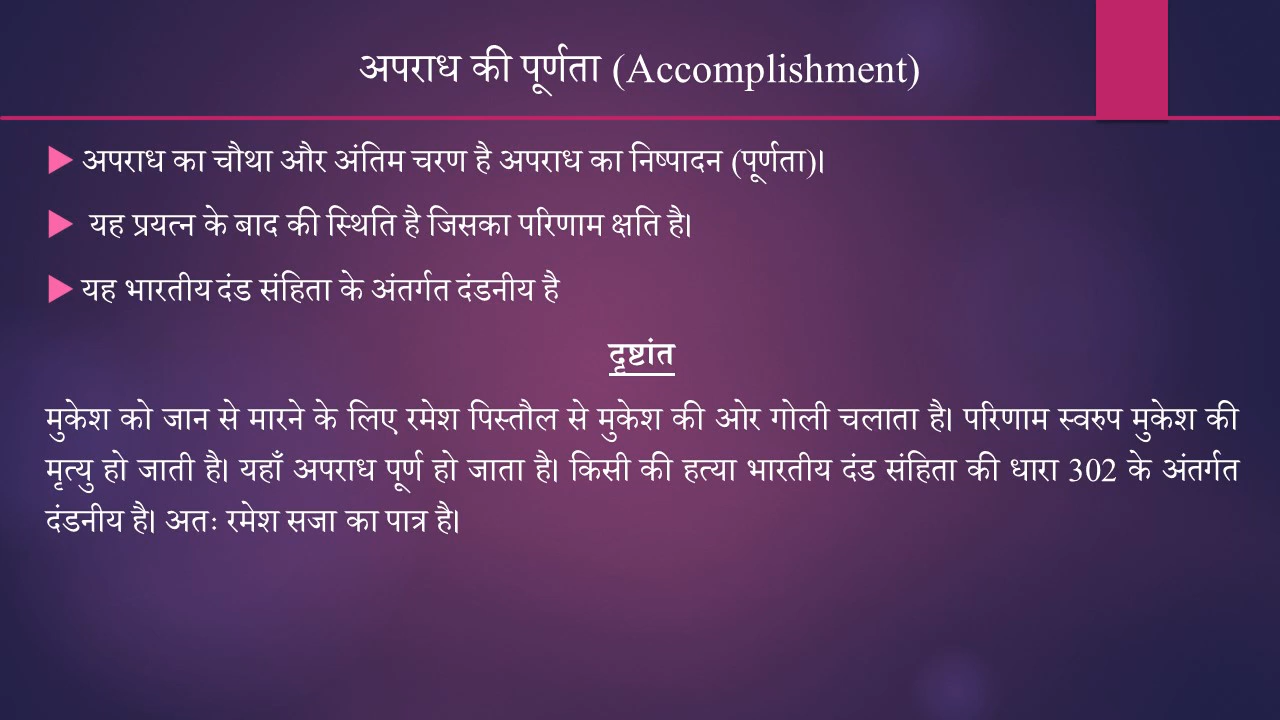 अपराध की पूर्णता (Accomplishment)
अपराध का चौथा और अंतिम चरण है अपराध का निष्पादन (पूर्णता)।
यह प्रयत्न के बाद की स्थिति है जिसका परिणाम क्षति है।
यह भारतीय दंड संहिता के अंतर्गत दंडनीय है
दृष्टांत
मुकेश को जान से मारने के लिए रमेश पिस्तौल से मुकेश की ओर गोली चलाता है। परिणाम स्वरुप मुकेश की
मृत्यु हो जाती है। यहाँ अपराध पूर्ण हो जाता है। किसी की हत्या भारतीय दंड संहिता की धारा 302 के अंतर्गत
दंडनीय है। अतः रमेश सजा का पात्र है।